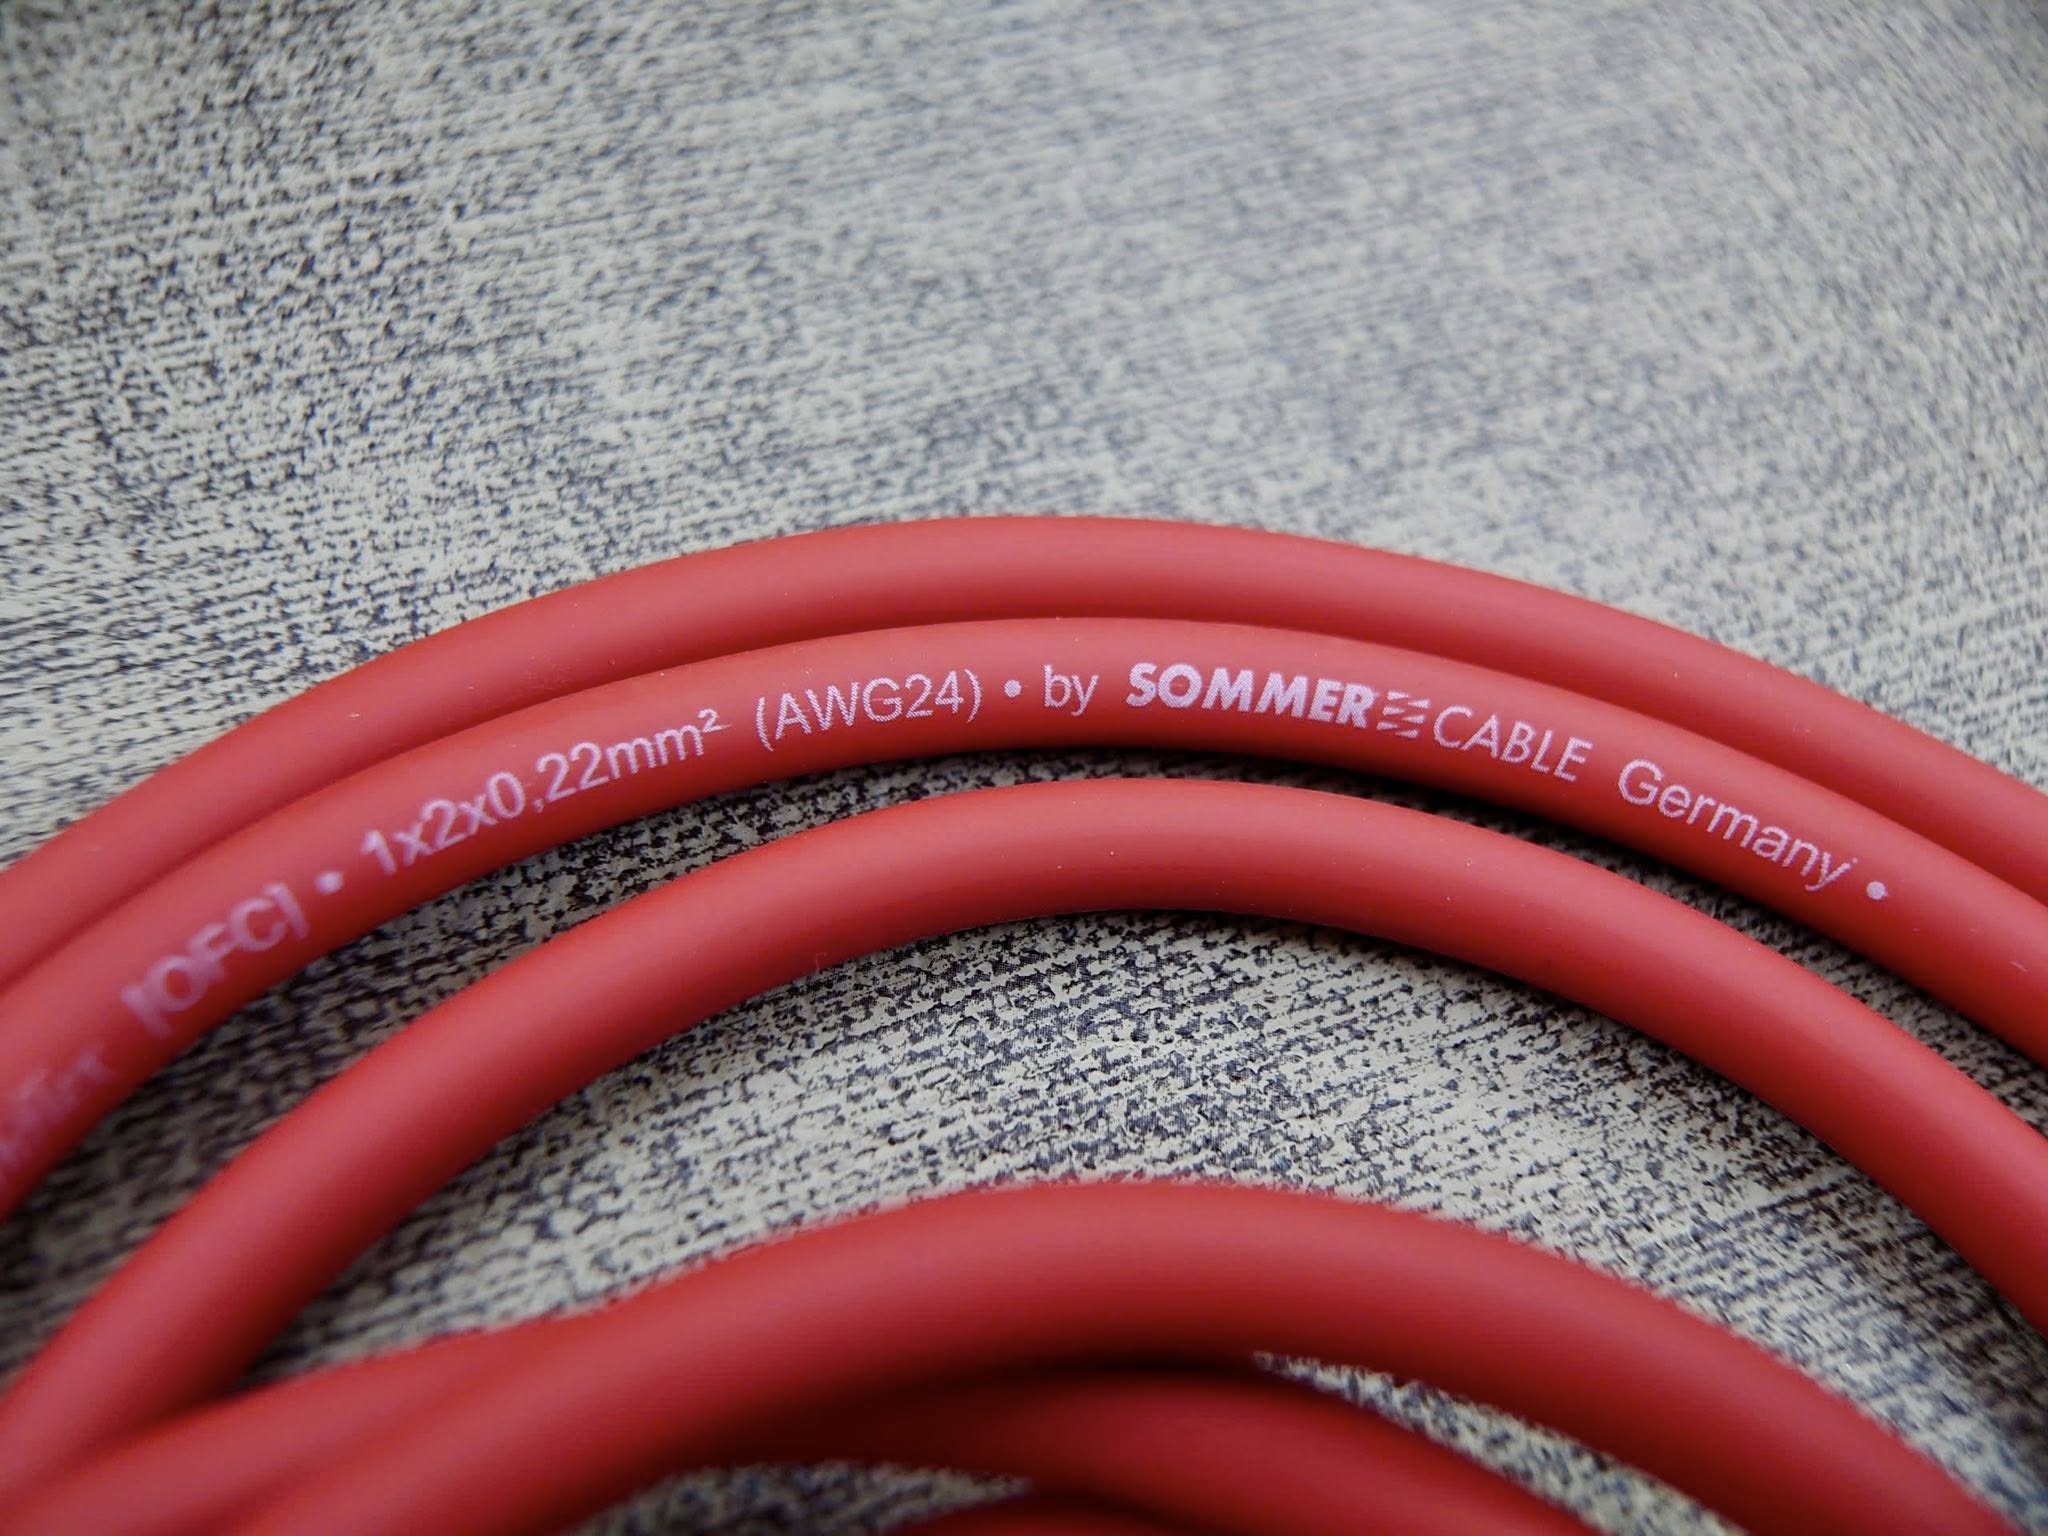 [OFC] • 1x2x0,22mm² (AWG24) • by SOMMER CABLE Germany •